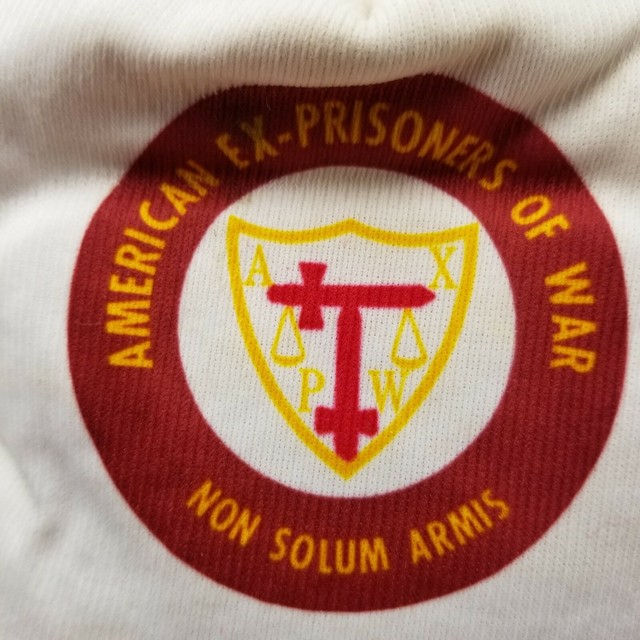 AMERICAN EX-PRISONERS OF WAR
A X
P W
NON SOLUM ARMIS